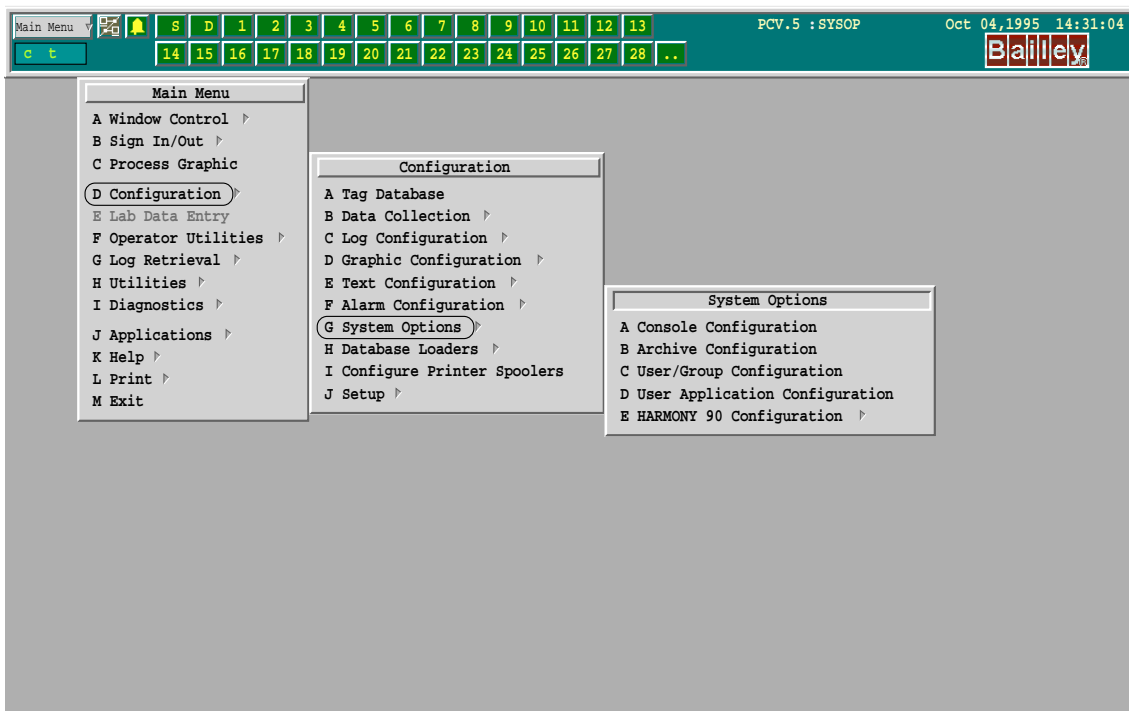 Main Menu S D 1 2 3 4 5 6 7 8 9 10 11 12 13 PCV.5 :SYSOP Oct 04,1995 14:31:04
c t 14 15 16 17 18 19 20 21 22 23 24 25 26 27 28 .. Bailey®
Main Menu
A Window Control
B Sign In/Out
C Process Graphic
D Configuration
E Lab Data Entry
F Operator Utilities
G Log Retrieval
H Utilities
I Diagnostics
J Applications
K Help
L Print
M Exit
Configuration
A Tag Database
B Data Collection
C Log Configuration
D Graphic Configuration
E Text Configuration
F Alarm Configuration
G System Options
H Database Loaders
I Configure Printer Spoolers
J Setup
System Options
A Console Configuration
B Archive Configuration
C User/Group Configuration
D User Application Configuration
E HARMONY 90 Configuration